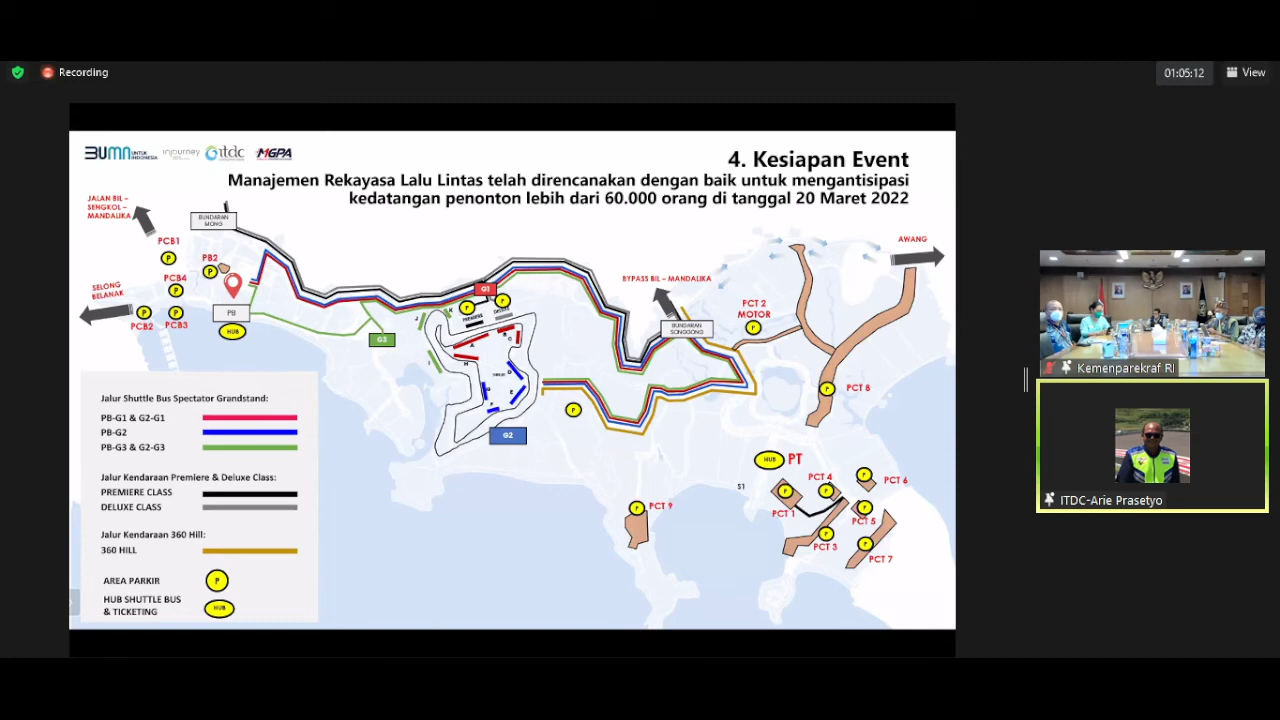 Recording
01:05:12
View
BUMN UNTUK INDONESIA
injourney
itdc
MGPA
4. Kesiapan Event
Manajemen Rekayasa Lalu Lintas telah direncanakan dengan baik untuk mengantisipasi
kedatangan penonton lebih dari 60.000 orang di tanggal 20 Maret 2022
JALAN BIL –
SENGKOL –
MANDALIKA
BUNDARAN
MONG
PCB1
P
PB2
P
PCB4
P
SELONG
BELANAK
PCB2
P
PCB3
P
PB
HUB
G3
G1
P
P
PREMIERE
DELUXE
J
K
I
A
B
C
H
D
G
E
F
G2
P
BYPASS BIL – MANDALIKA
BUNDARAN
SONGGONG
AWANG
PCT 2
MOTOR
P
PCT 8
P
HUB
PT
S1
PCT 4
P
PCT 6
P
PCT 1
P
PCT 5
P
PCT 3
P
PCT 7
P
PCT 9
P
Jalur Shuttle Bus Spectator Grandstand:
PB-G1 & G2-G1
PB-G2
PB-G3 & G2-G3
Jalur Kendaraan Premiere & Deluxe Class:
PREMIERE CLASS
DELUXE CLASS
Jalur Kendaraan 360 Hill:
360 HILL
AREA PARKIR
P
HUB SHUTTLE BUS
& TICKETING
HUB
Kemenparekraf RI
ITDC-Arie Prasetyo